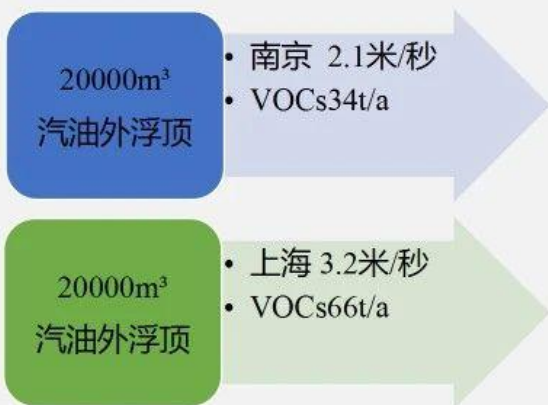 20000m³
汽油外浮顶
• 南京 2.1米/秒
• VOCs34t/a
20000m³
汽油外浮顶
• 上海 3.2米/秒
• VOCs66t/a